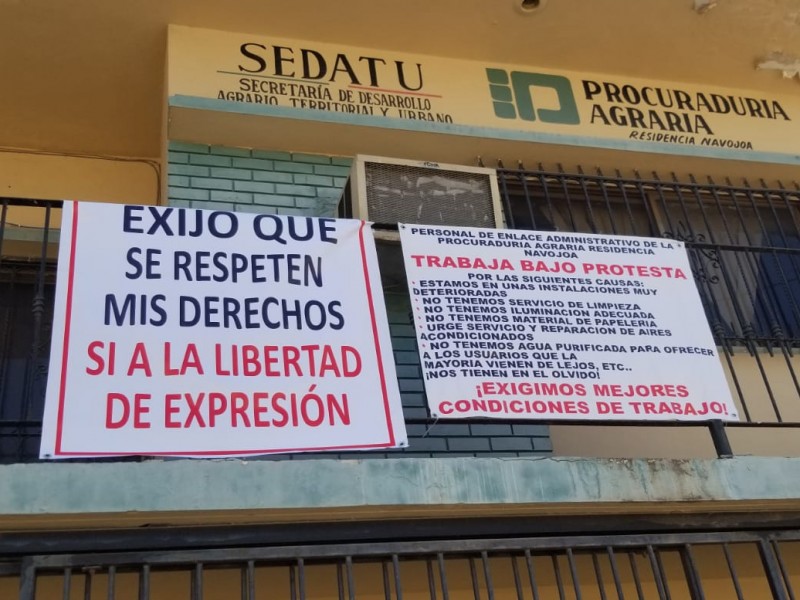 SEDATU
SECRETARÍA DE DESARROLLO
AGRARIO, TERRITORIAL Y URBANO
PROCURADURIA
AGRARIA
RESIDENCIA NAVOJOA
EXIJO QUE
SE RESPETEN
MIS DERECHOS
SI A LA LIBERTAD
DE EXPRESIÓN
PERSONAL DE ENLACE ADMINISTRATIVO DE LA
PROCURADURIA AGRARIA RESIDENCIA
NAVOJOA
TRABAJA BAJO PROTESTA
POR LAS SIGUIENTES CAUSAS:
· ESTAMOS EN UNAS INSTALACIONES MUY
DETERIORADAS
· NO TENEMOS SERVICIO DE LIMPIEZA
· NO TENEMOS ILUMINACIÓN ADECUADA
· NO TENEMOS MATERIAL DE PAPELERIA
· URGE SERVICIO Y REPARACION DE AIRES
ACONDICIONADOS
· NO TENEMOS AGUA PURIFICADA PARA OFRECER
A LOS USUARIOS QUE LA
MAYORÍA VIENEN DE LEJOS, ETC..
¡NOS TIENEN EN EL OLVIDO!
¡EXIGIMOS MEJORES
CONDICIONES DE TRABAJO!